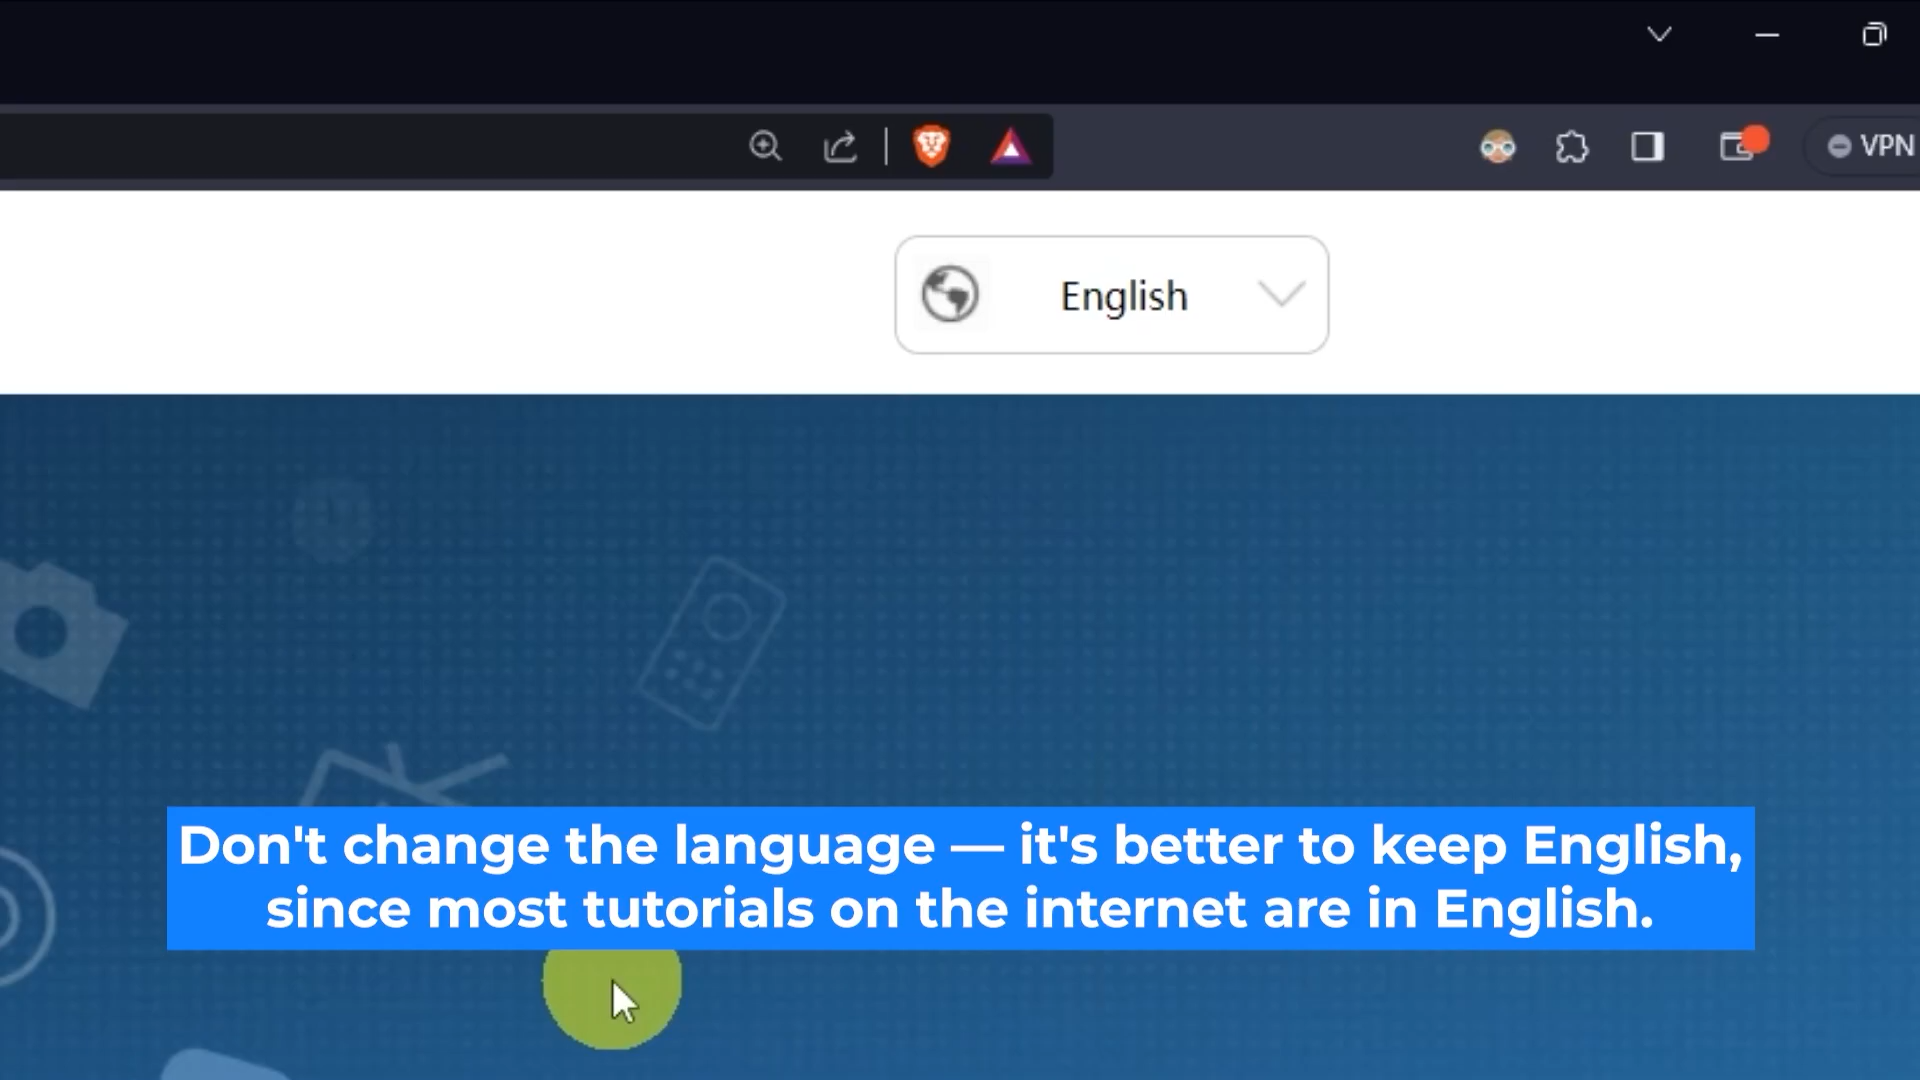 VPN
English
Don't change the language — it's better to keep English,
since most tutorials on the internet are in English.